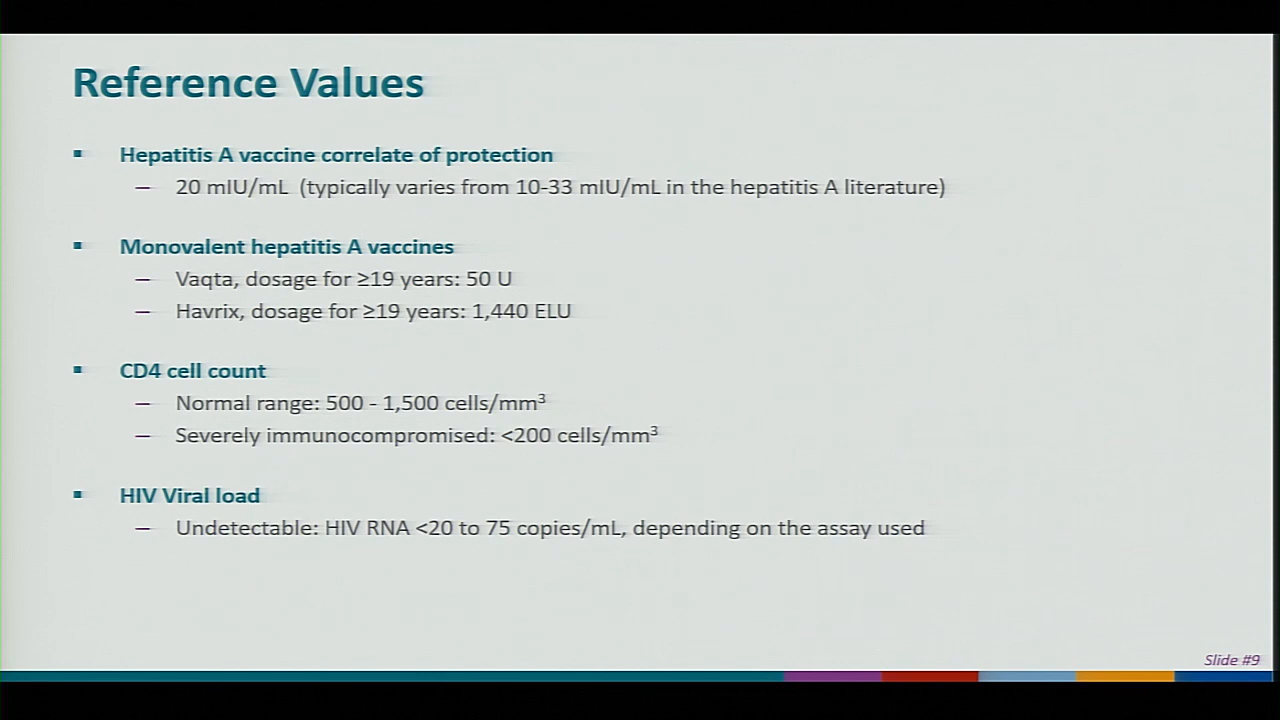 Reference Values
▪ Hepatitis A vaccine correlate of protection
– 20 mIU/mL (typically varies from 10-33 mIU/mL in the hepatitis A literature)
▪ Monovalent hepatitis A vaccines
– Vaqta, dosage for ≥19 years: 50 U
– Havrix, dosage for ≥19 years: 1,440 ELU
▪ CD4 cell count
– Normal range: 500 - 1,500 cells/mm³
– Severely immunocompromised: <200 cells/mm³
▪ HIV Viral load
– Undetectable: HIV RNA <20 to 75 copies/mL, depending on the assay used
Slide #9